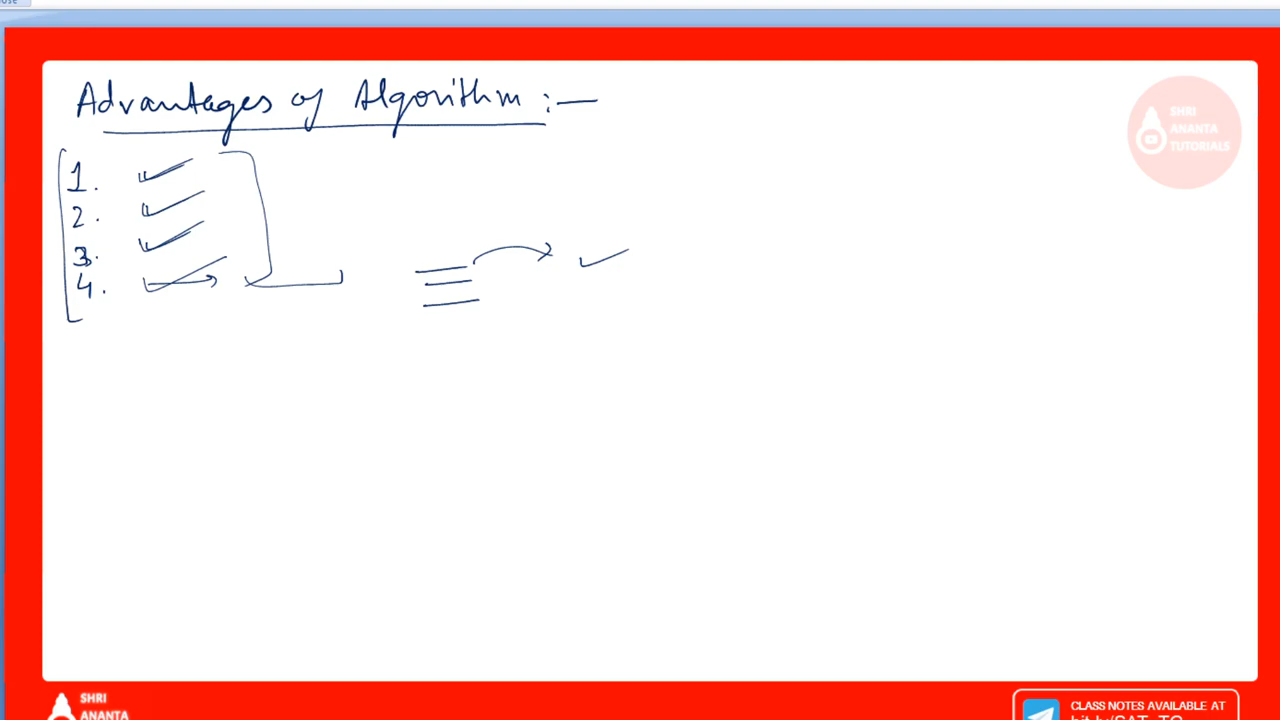 Advantages of Algorithm :—
SHRI
ANANTA
TUTORIALS
1.
2.
3.
4.
SHRI
ANANTA
CLASS NOTES AVAILABLE AT